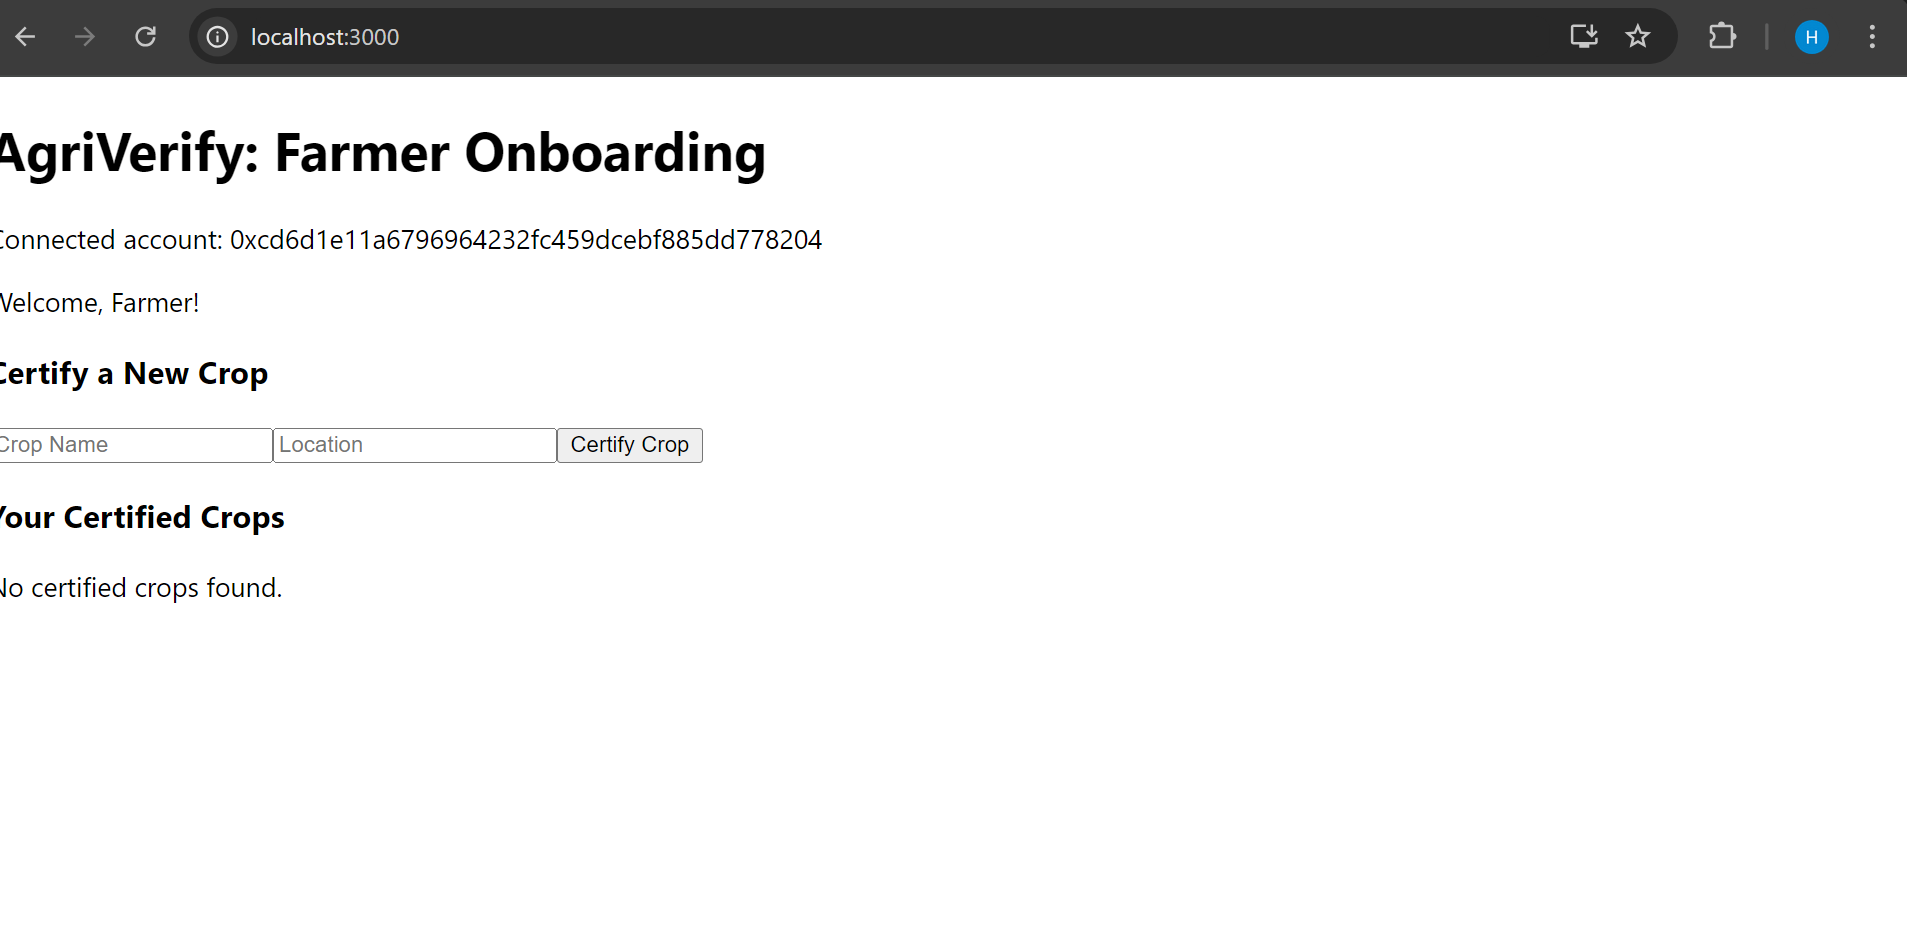 localhost:3000
H
AgriVerify: Farmer Onboarding
Connected account: 0xcd6d1e11a6796964232fc459dcebf885dd778204
Welcome, Farmer!
Certify a New Crop
Crop Name Location Certify Crop
Your Certified Crops
No certified crops found.